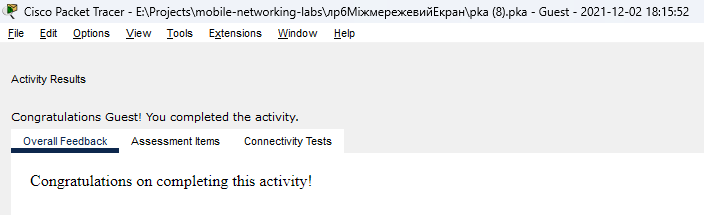 Cisco Packet Tracer - E:\Projects\mobile-networking-labs\лр6МіжмережевийЕкран\pka (8).pka - Guest - 2021-12-02 18:15:52
File Edit Options View Tools Extensions Window Help
Activity Results
Congratulations Guest! You completed the activity.
Overall Feedback Assessment Items Connectivity Tests
Congratulations on completing this activity!